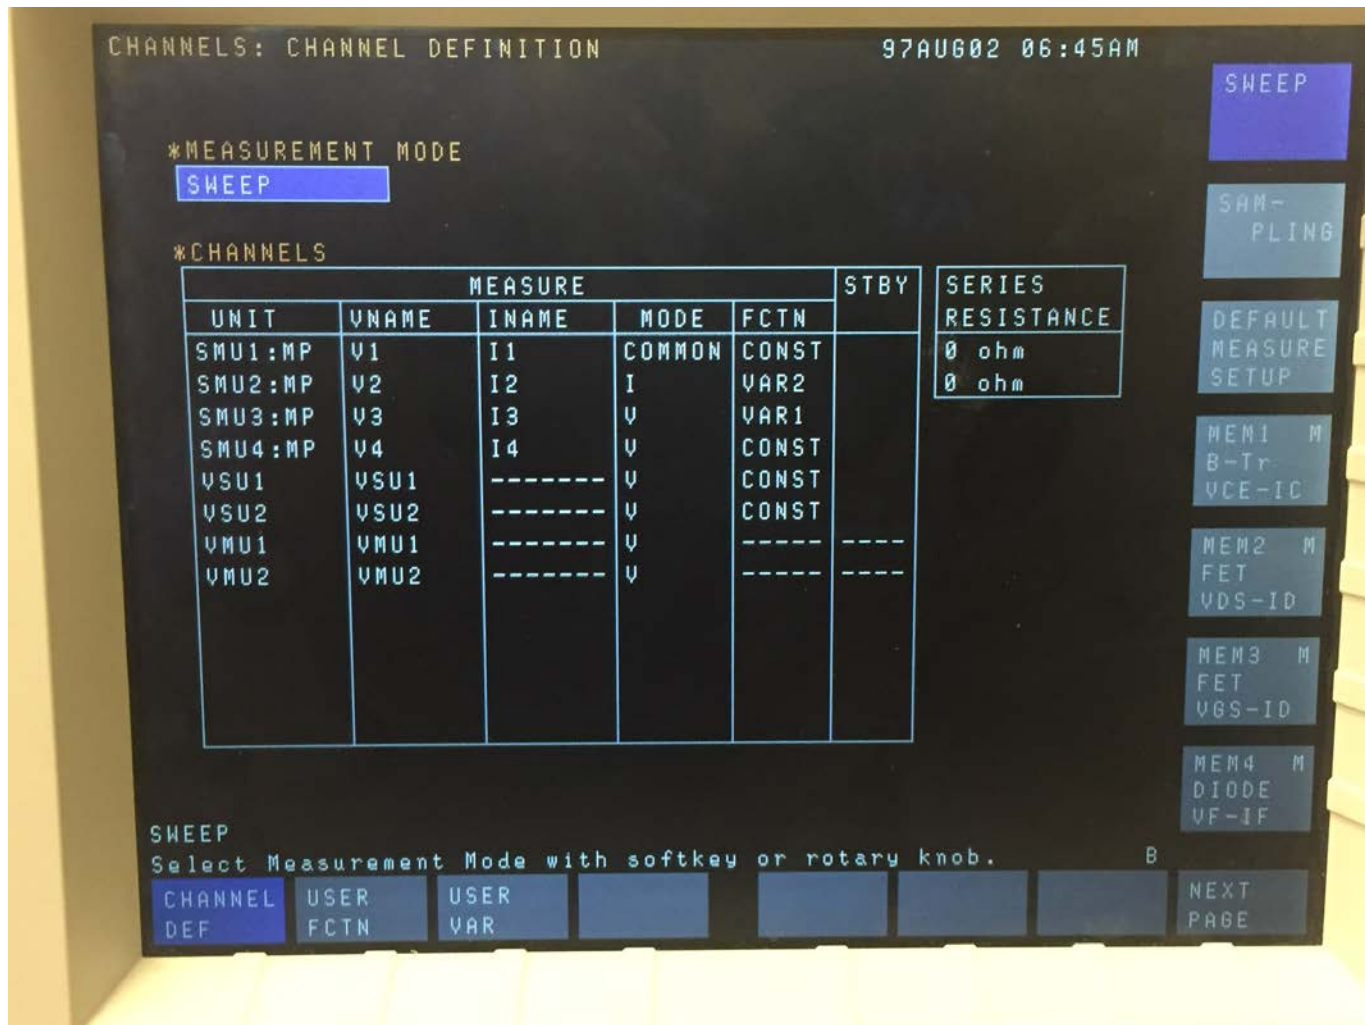 CHANNELS: CHANNEL DEFINITION 97AUG02 06:45AM
*MEASUREMENT MODE
SWEEP
*CHANNELS
MEASURE STBY SERIES
UNIT VNAME INAME MODE FCTN RESISTANCE
SMU1:MP V1 I1 COMMON CONST 0 ohm
SMU2:MP V2 I2 I VAR2 0 ohm
SMU3:MP V3 I3 V VAR1
SMU4:MP V4 I4 V CONST
VSU1 VSU1 ------- V CONST
VSU2 VSU2 ------- V CONST
VMU1 VMU1 ------- V ----- ----
VMU2 VMU2 ------- V ----- ----
SWEEP
SAM-
PLING
DEFAULT
MEASURE
SETUP
MEM1 M
B-Tr
VCE-IC
MEM2 M
FET
VDS-ID
MEM3 M
FET
VGS-ID
MEM4 M
DIODE
VF-IF
SWEEP
Select Measurement Mode with softkey or rotary knob. B
CHANNEL USER USER NEXT
DEF FCTN VAR PAGE